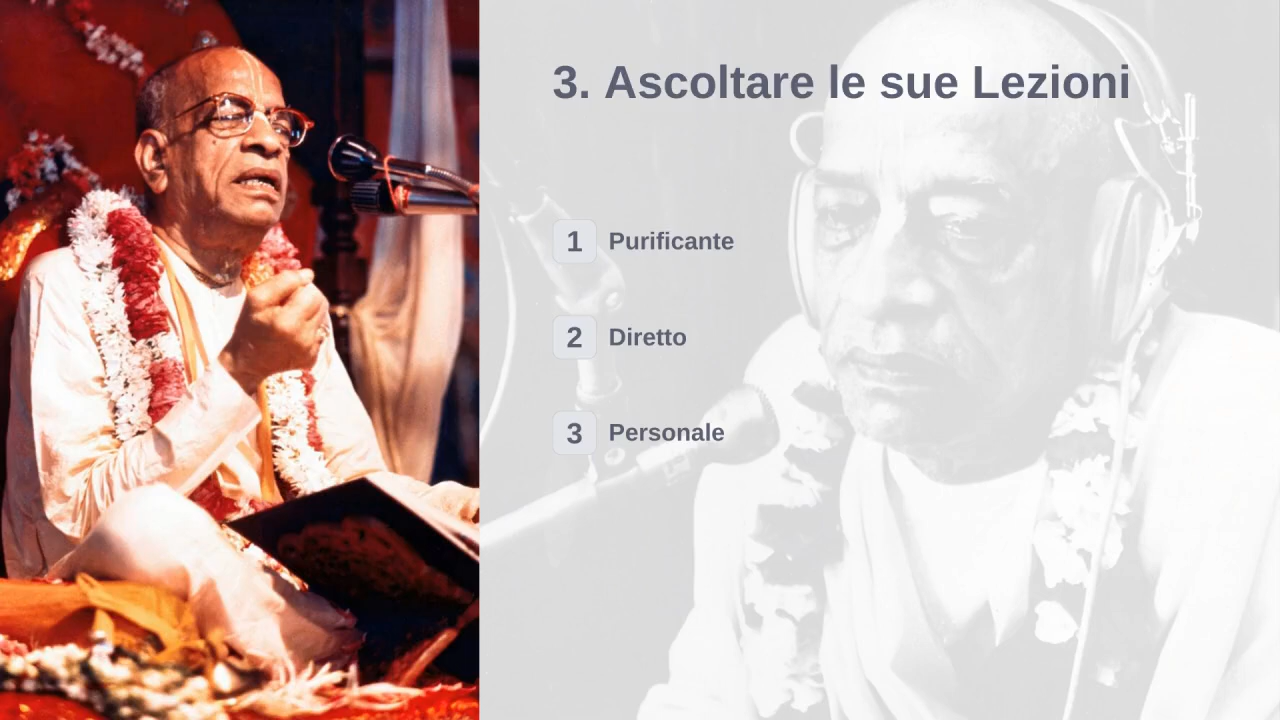 3. Ascoltare le sue Lezioni
1 Purificante
2 Diretto
3 Personale